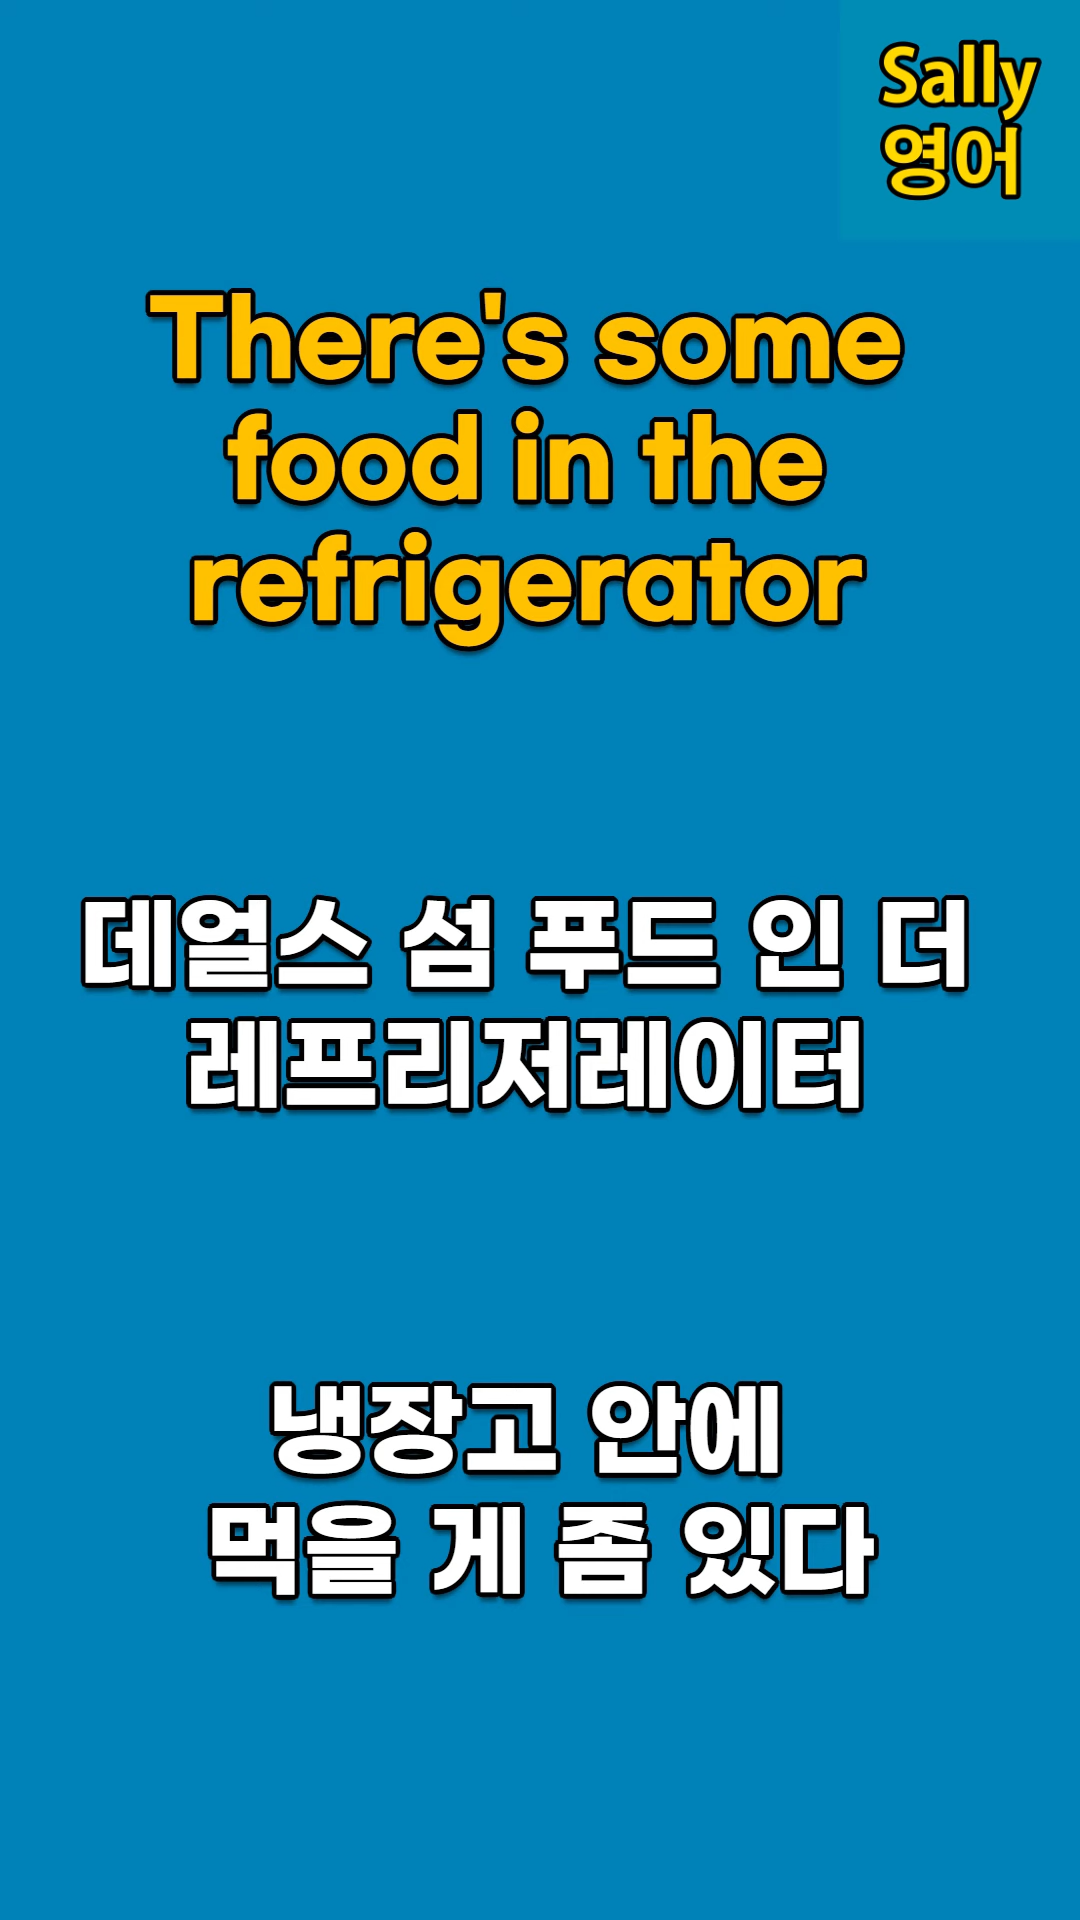 Sally
영어
There's some
food in the
refrigerator
데얼스 섬 푸드 인 더
레프리저레이터
냉장고 안에
먹을 게 좀 있다